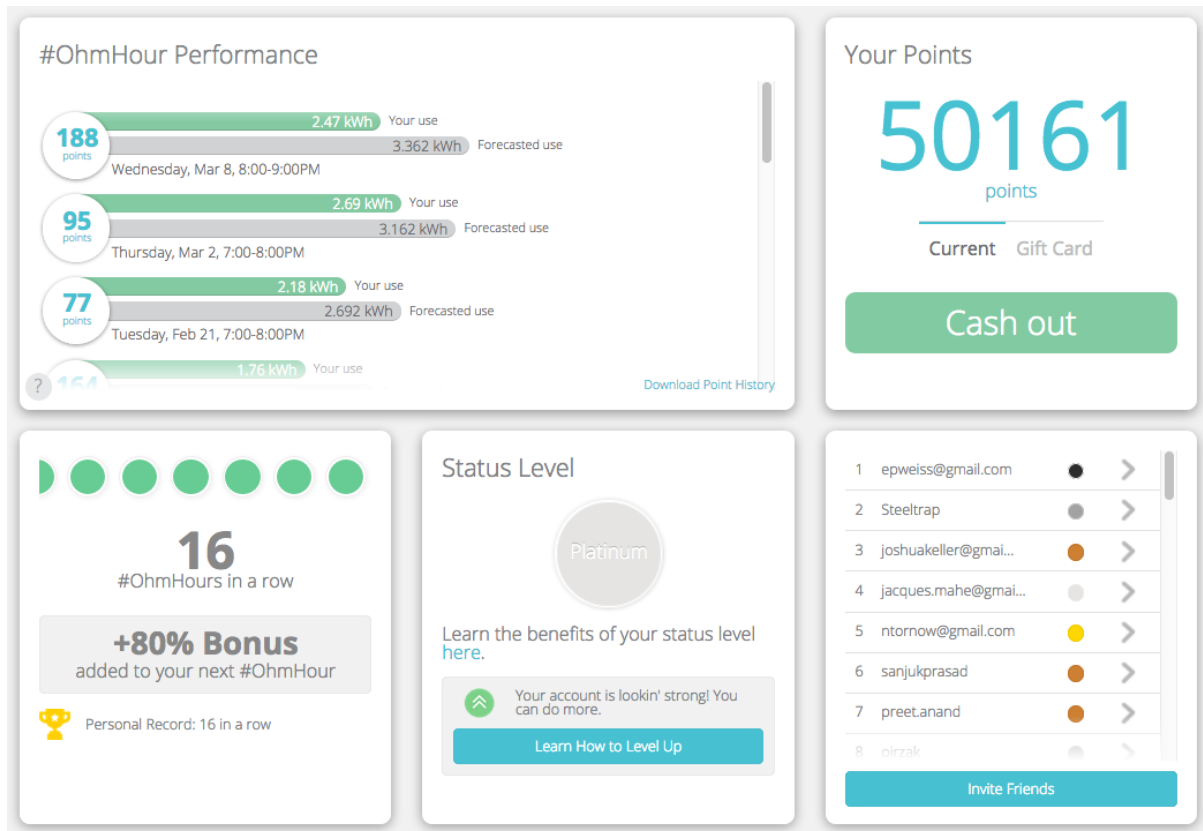 #OhmHour Performance
188
points
2.47 kWh Your use
3.362 kWh Forecasted use
Wednesday, Mar 8, 8:00-9:00PM
95
points
2.69 kWh Your use
3.162 kWh Forecasted use
Thursday, Mar 2, 7:00-8:00PM
77
points
2.18 kWh Your use
2.692 kWh Forecasted use
Tuesday, Feb 21, 7:00-8:00PM
164
1.76 kWh Your use
?
Download Point History
Your Points
50161
points
Current Gift Card
Cash out
16
#OhmHours in a row
+80% Bonus
added to your next #OhmHour
Personal Record: 16 in a row
Status Level
Platinum
Learn the benefits of your status level
here.
Your account is lookin' strong! You
can do more.
Learn How to Level Up
1 epweiss@gmail.com
2 Steeltrap
3 joshuakeller@gmai...
4 jacques.mahe@gmai...
5 ntornow@gmail.com
6 sanjukprasad
7 preet.anand
8 pirzak
Invite Friends